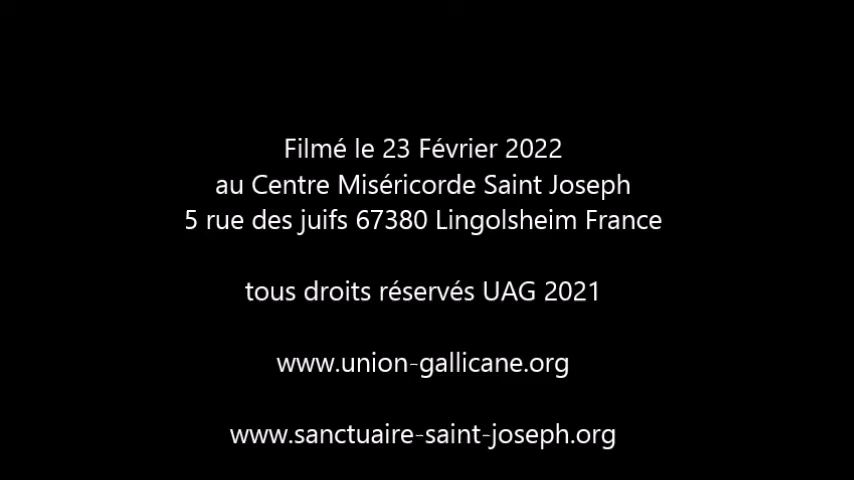 Filmé le 23 Février 2022
au Centre Miséricorde Saint Joseph
5 rue des juifs 67380 Lingolsheim France
tous droits réservés UAG 2021
www.union-gallicane.org
www.sanctuaire-saint-joseph.org